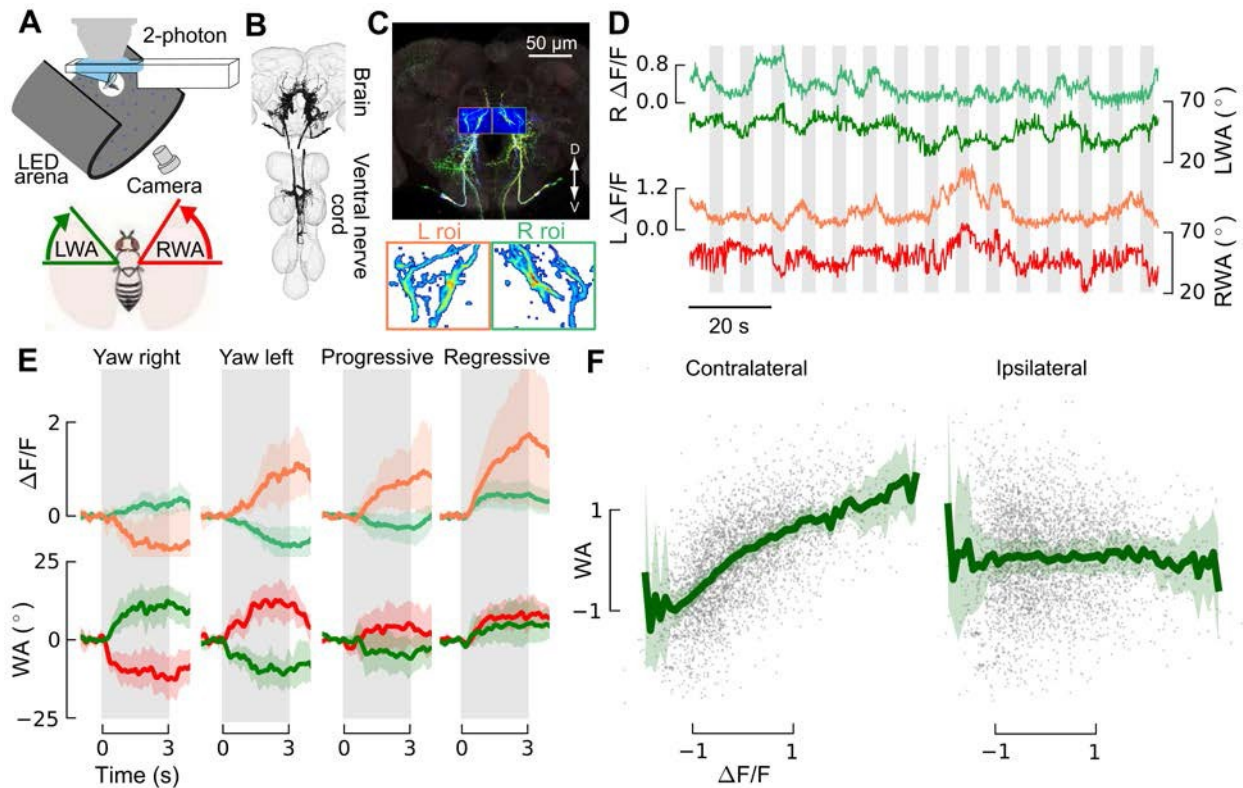 A
2-photon
LED
arena
Camera
LWA
RWA
B
Brain
Ventral nerve
cord
C
50 µm
D
V
L roi
R roi
D
R ΔF/F
0.8
0.0
70
20
LWA (°)
L ΔF/F
1.2
0.0
70
20
RWA (°)
20 s
E
Yaw right
Yaw left
Progressive
Regressive
ΔF/F
2
0
WA (°)
25
0
−25
0
3
0
3
0
3
0
3
Time (s)
F
Contralateral
Ipsilateral
WA
1
−1
−1
1
−1
1
ΔF/F